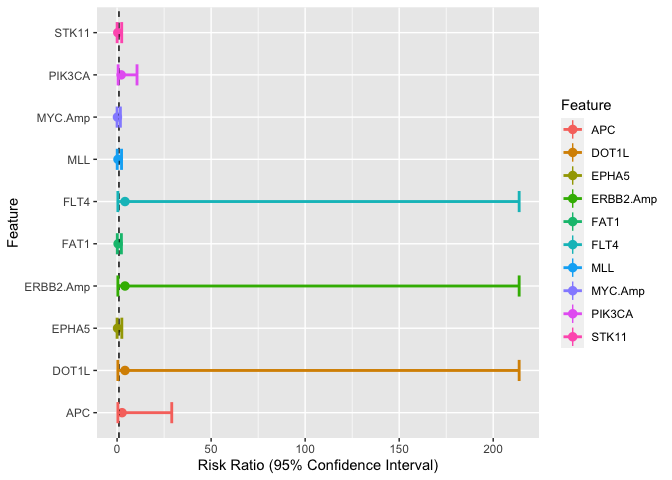 STK11
PIK3CA
MYC.Amp
MLL
FLT4
FAT1
ERBB2.Amp
EPHA5
DOT1L
APC
Feature
0 50 100 150 200
Risk Ratio (95% Confidence Interval)
Feature
APC
DOT1L
EPHA5
ERBB2.Amp
FAT1
FLT4
MLL
MYC.Amp
PIK3CA
STK11